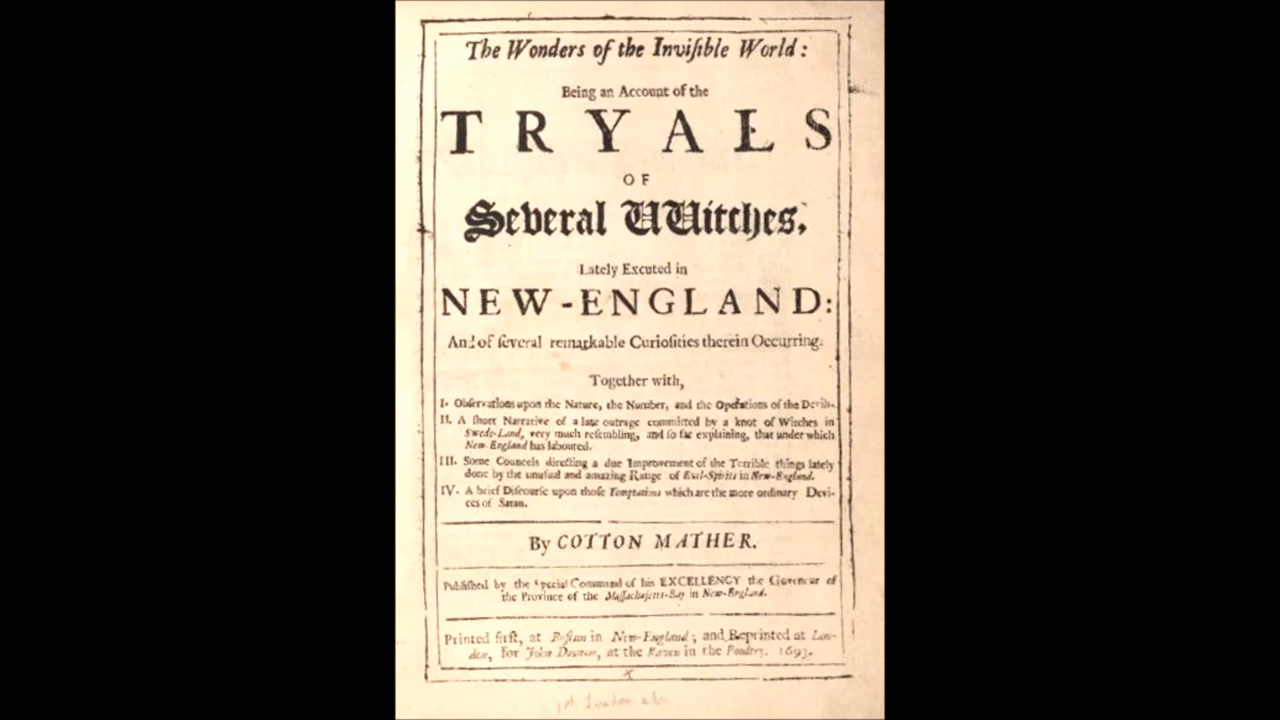 The Wonders of the Inviſible World:
Being an Account of the
TRYALS
OF
Several UUitches,
Lately Excuted in
NEW-ENGLAND:
And of ſeveral remarkable Curioſities therein Occurring.
Together with,
I. Obſervations upon the Nature, the Number, and the Operations of the Devils.
II. A ſhort Narrative of a late outrage committed by a knot of Witches in
Swede-Land, very much reſembling, and ſo far explaining, that under which
New-England has laboured.
III. Some Councels directing a due Improvement of the Terrible things lately
done by the unuſual and amazing Range of Evil-Spirits in New-England.
IV. A brief Diſcourſe upon thoſe Temptations which are the more ordinary Devi-
ces of Satan.
By COTTON MATHER.
Publiſhed by the Special Command of his EXCELLENCY the Govenour of
the Province of the Maſſachuſetts-Bay in New-England.
Printed firſt, at Boſtun in New-England; and Reprinted at Lon-
don, for John Dunton, at the Raven in the Poultry. 1693.